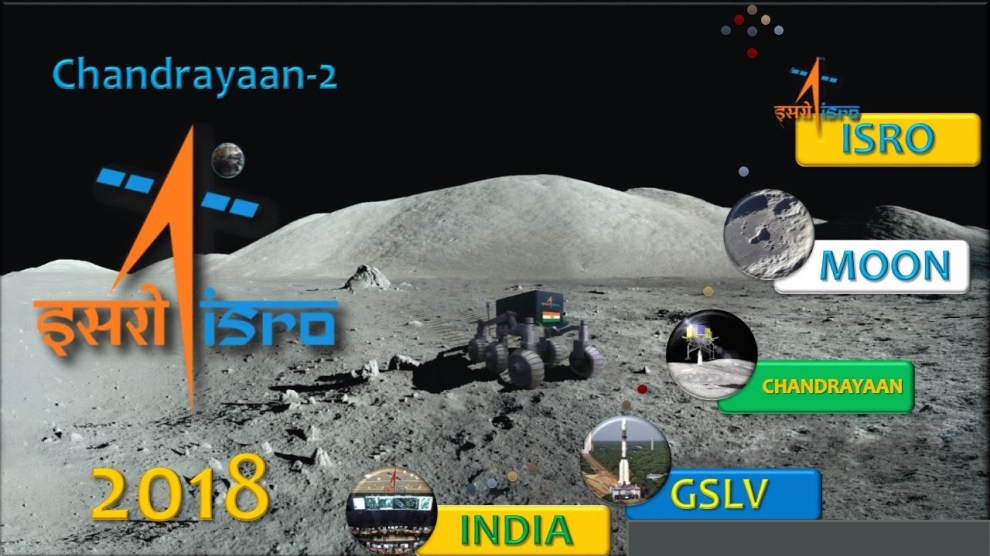 Chandrayaan-2
इसरो isro
ISRO
इसरो isro
MOON
CHANDRAYAAN
GSLV
2018
INDIA